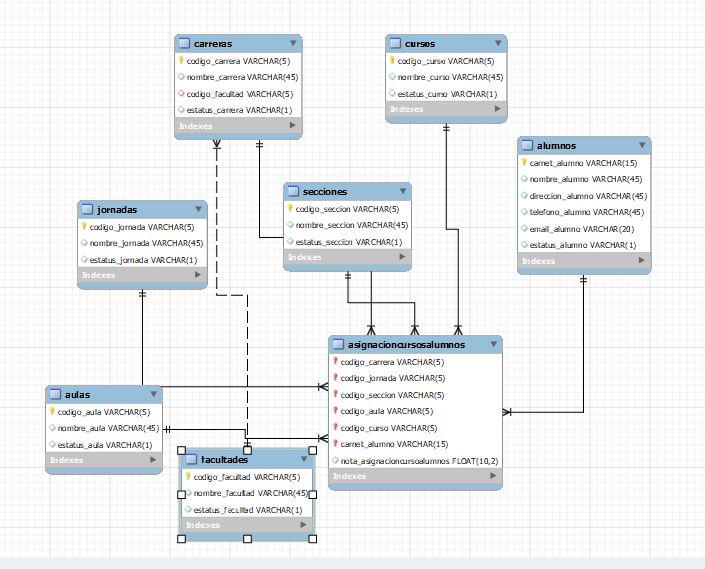 carreras
codigo_carrera VARCHAR(5)
nombre_carrera VARCHAR(45)
codigo_facultad VARCHAR(5)
estatus_carrera VARCHAR(1)
Indexes
cursos
codigo_curso VARCHAR(5)
nombre_curso VARCHAR(45)
estatus_curso VARCHAR(1)
Indexes
alumnos
carnet_alumno VARCHAR(15)
nombre_alumno VARCHAR(45)
direccion_alumno VARCHAR(45)
telefono_alumno VARCHAR(45)
email_alumno VARCHAR(20)
estatus_alumno VARCHAR(1)
Indexes
secciones
codigo_seccion VARCHAR(5)
nombre_seccion VARCHAR(45)
estatus_seccion VARCHAR(1)
Indexes
jornadas
codigo_jornada VARCHAR(5)
nombre_jornada VARCHAR(45)
estatus_jornada VARCHAR(1)
Indexes
asignacioncursosalumnos
codigo_carrera VARCHAR(5)
codigo_jornada VARCHAR(5)
codigo_seccion VARCHAR(5)
codigo_aula VARCHAR(5)
codigo_curso VARCHAR(5)
carnet_alumno VARCHAR(15)
nota_asignacioncursoalumnos FLOAT(10,2)
Indexes
aulas
codigo_aula VARCHAR(5)
nombre_aula VARCHAR(45)
estatus_aula VARCHAR(1)
Indexes
facultades
codigo_facultad VARCHAR(5)
nombre_facultad VARCHAR(45)
estatus_facultad VARCHAR(1)
Indexes